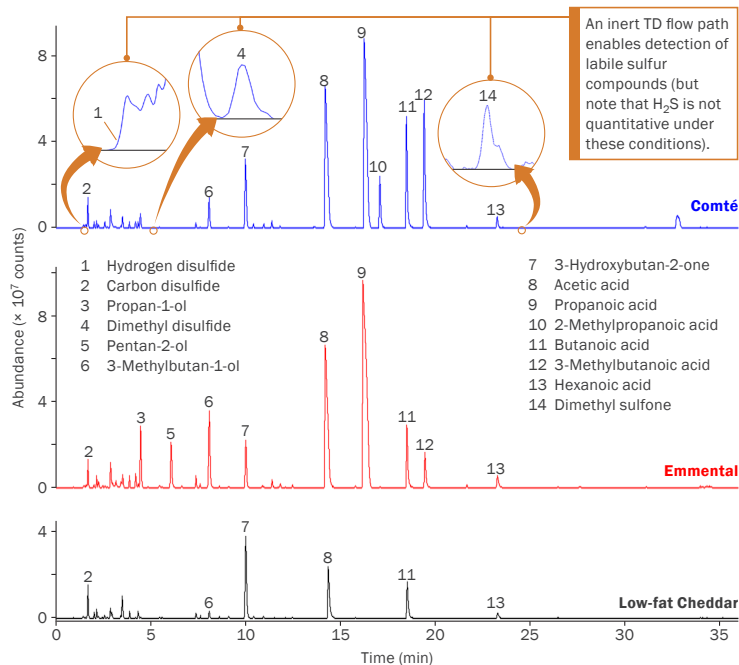 An inert TD flow path
enables detection of
labile sulfur
compounds (but
note that H₂S is not
quantitative under
these conditions).
Abundance (× 10⁷ counts)
8
4
0
1
2
4
7
6
8
9
10
11
12
14
13
Comté
1 Hydrogen disulfide
2 Carbon disulfide
3 Propan-1-ol
4 Dimethyl disulfide
5 Pentan-2-ol
6 3-Methylbutan-1-ol
7 3-Hydroxybutan-2-one
8 Acetic acid
9 Propanoic acid
10 2-Methylpropanoic acid
11 Butanoic acid
12 3-Methylbutanoic acid
13 Hexanoic acid
14 Dimethyl sulfone
8
4
0
2
3
5
6
7
8
9
11
12
13
Emmental
4
0
2
6
7
8
11
13
Low-fat Cheddar
0 5 10 15 20 25 30 35
Time (min)